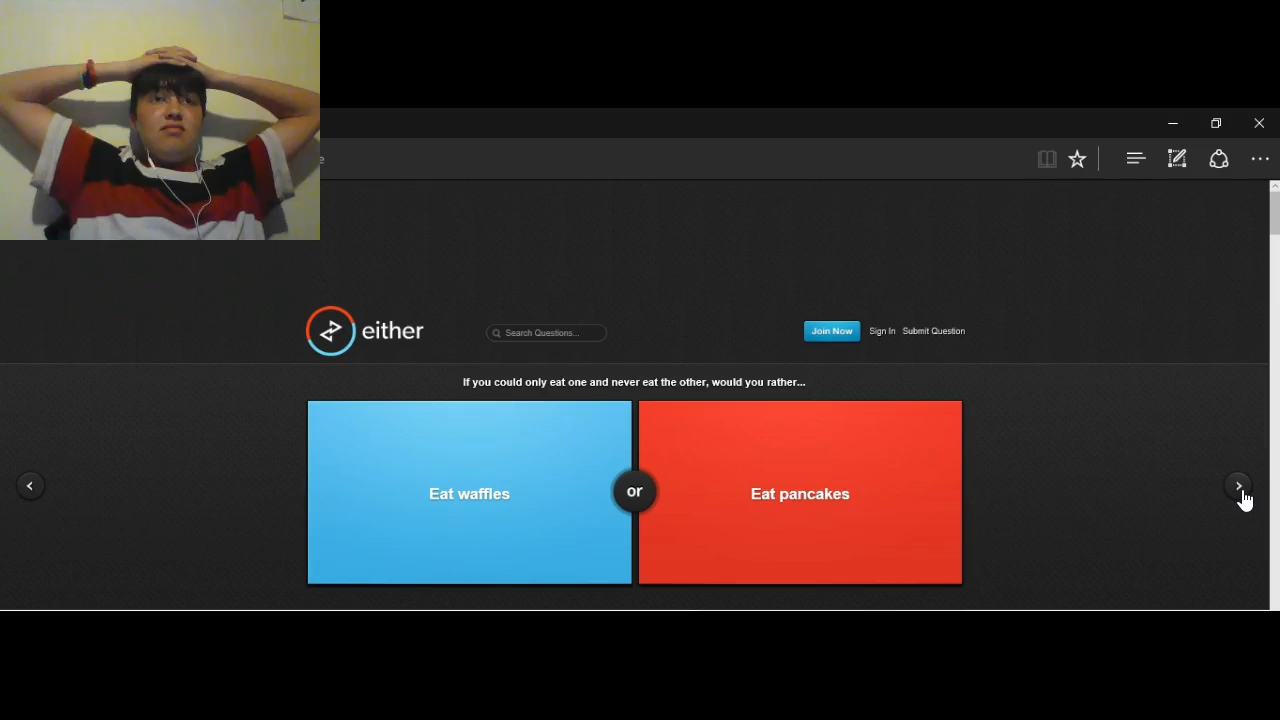 e
either
Search Questions...
Join Now
Sign In
Submit Question
If you could only eat one and never eat the other, would you rather...
Eat waffles
or
Eat pancakes